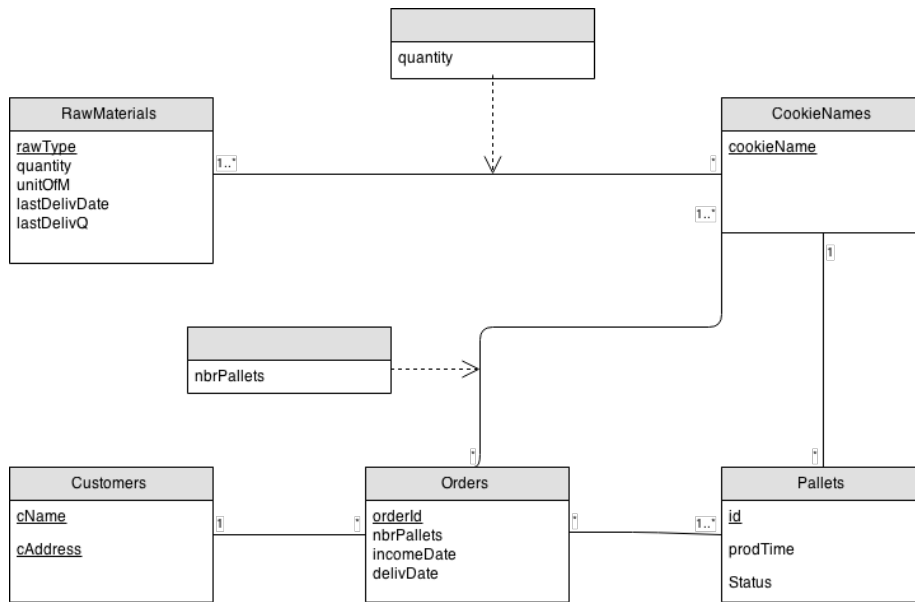 quantity
RawMaterials
rawType
quantity
unitOfM
lastDelivDate
lastDelivQ
1..*
*
CookieNames
cookieName
1..*
1
nbrPallets
*
*
Customers
cName
cAddress
1
*
Orders
orderId
nbrPallets
incomeDate
delivDate
*
1..*
Pallets
id
prodTime
Status